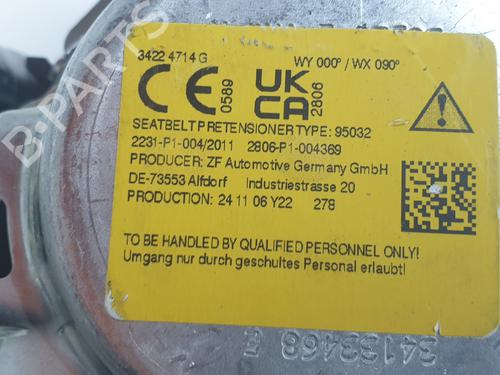 3422 4714 G WY 000° / WX 090°
CE 0589 UK CA 2806
SEATBELT PRETENSIONER TYPE: 95032
2231-P1-004/2011 2806-P1-004369
PRODUCER: ZF Automotive Germany GmbH
DE-73553 Alfdorf Industriestrasse 20
PRODUCTION: 24 11 06 Y22 278
TO BE HANDLED BY QUALIFIED PERSONNEL ONLY!
Umgang nur durch geschultes Personal erlaubt!
34133468 E
B-PARTS